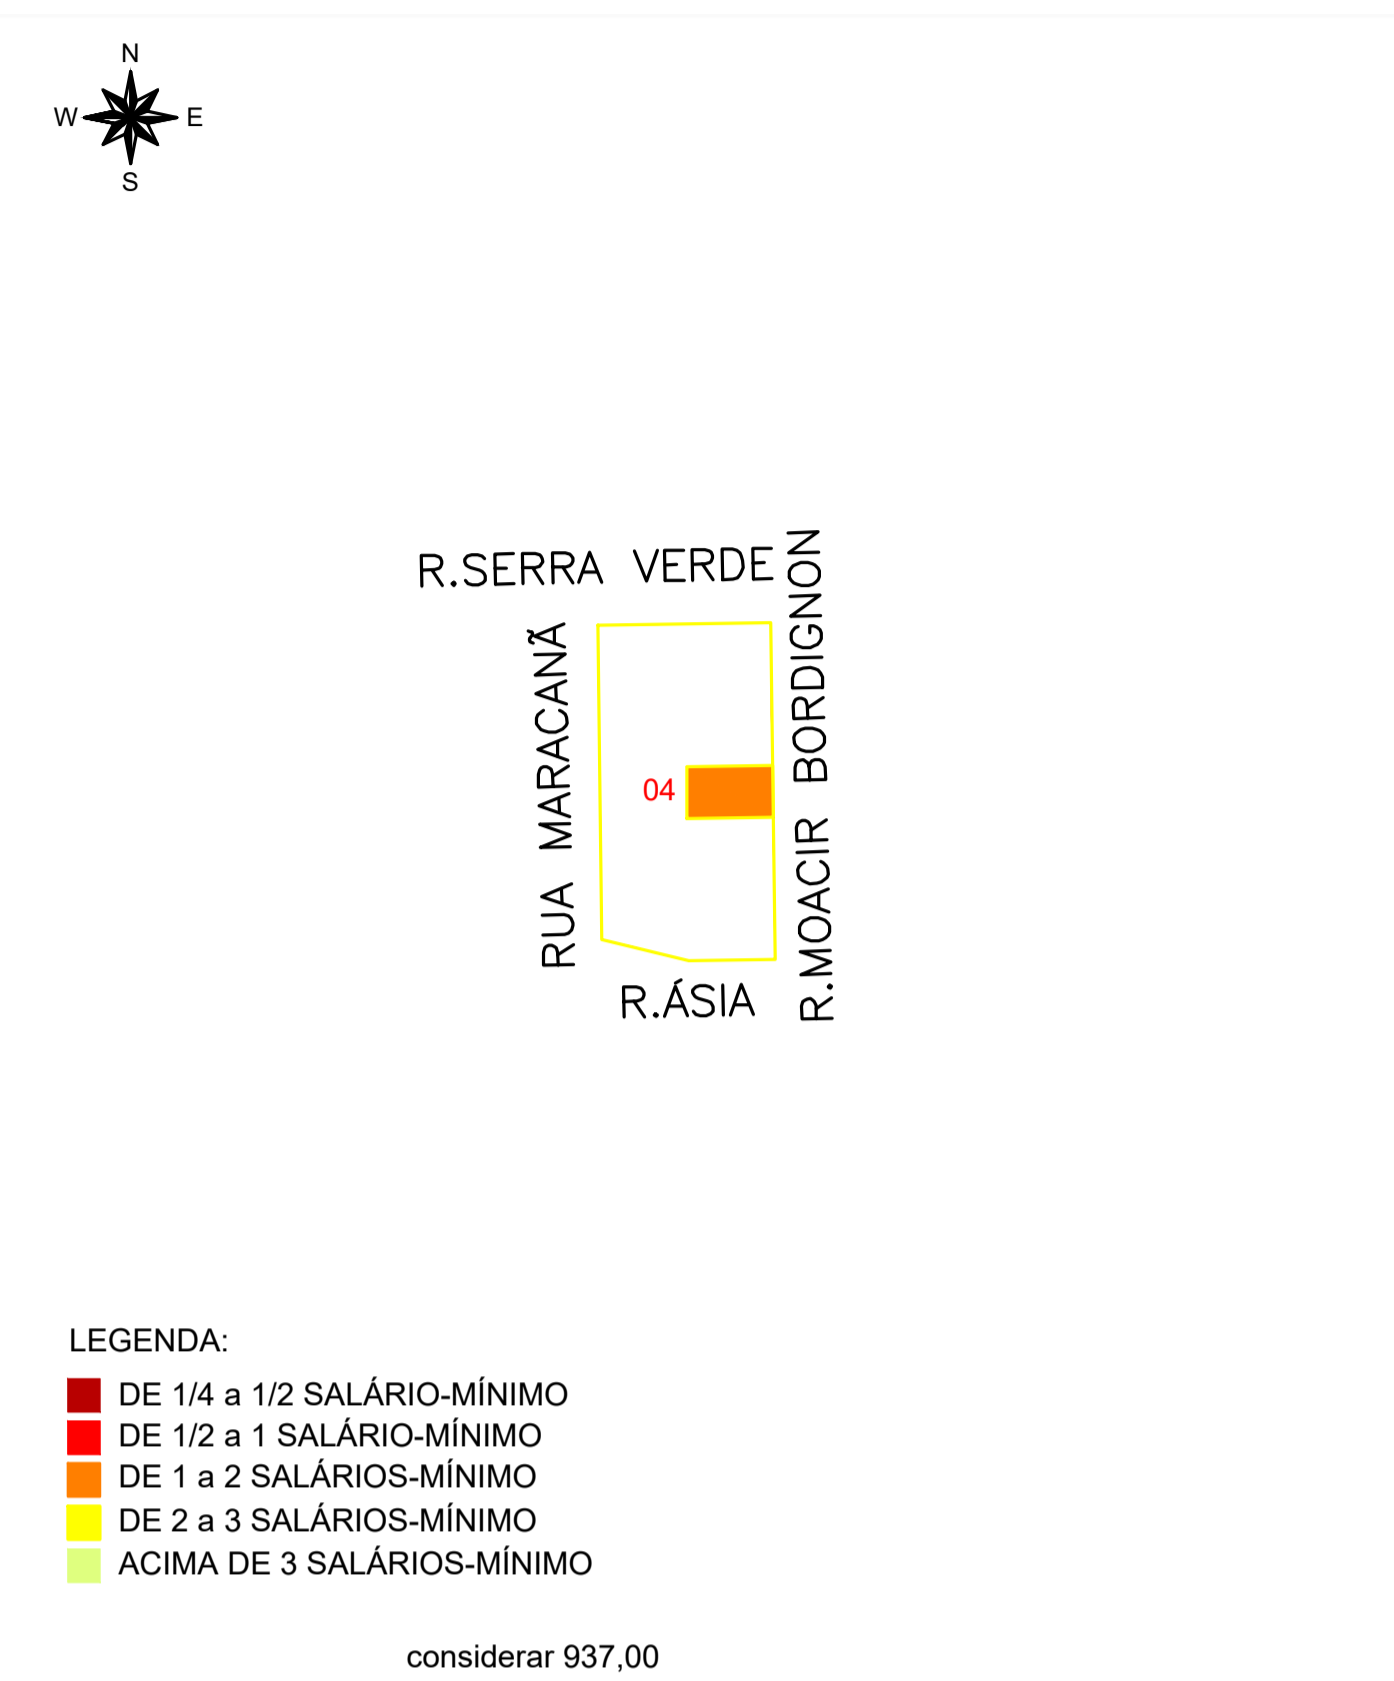 N
W E
S
R.SERRA VERDE
RUA MARACANÃ
R.MOACIR BORDIGNON
04
R.ÁSIA
LEGENDA:
DE 1/4 a 1/2 SALÁRIO-MÍNIMO
DE 1/2 a 1 SALÁRIO-MÍNIMO
DE 1 a 2 SALÁRIOS-MÍNIMO
DE 2 a 3 SALÁRIOS-MÍNIMO
ACIMA DE 3 SALÁRIOS-MÍNIMO
considerar 937,00